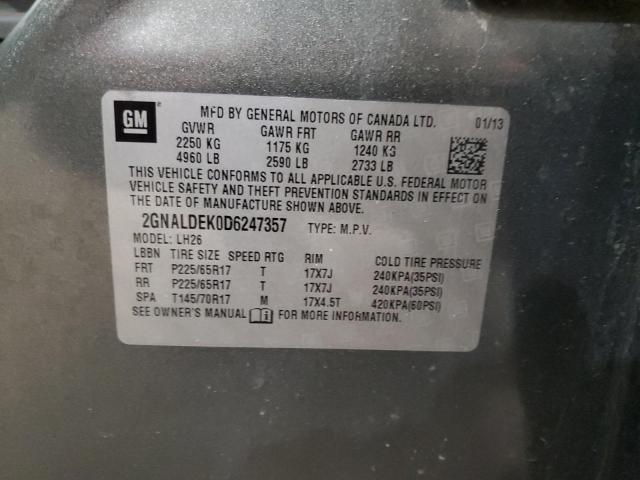 GM
MFD BY GENERAL MOTORS OF CANADA LTD. 01/13
GVWR GAWR FRT GAWR RR
2250 KG 1175 KG 1240 KG
4960 LB 2590 LB 2733 LB
THIS VEHICLE CONFORMS TO ALL APPLICABLE U.S. FEDERAL MOTOR
VEHICLE SAFETY AND THEFT PREVENTION STANDARDS IN EFFECT ON
THE DATE OF MANUFACTURE SHOWN ABOVE.
2GNALDEK0D6247357 TYPE: M.P.V.
MODEL: LH26
LBBN TIRE SIZE SPEED RTG RIM COLD TIRE PRESSURE
FRT P225/65R17 T 17X7J 240KPA(35PSI)
RR P225/65R17 T 17X7J 240KPA(35PSI)
SPA T145/70R17 M 17X4.5T 420KPA(60PSI)
SEE OWNER'S MANUAL FOR MORE INFORMATION.